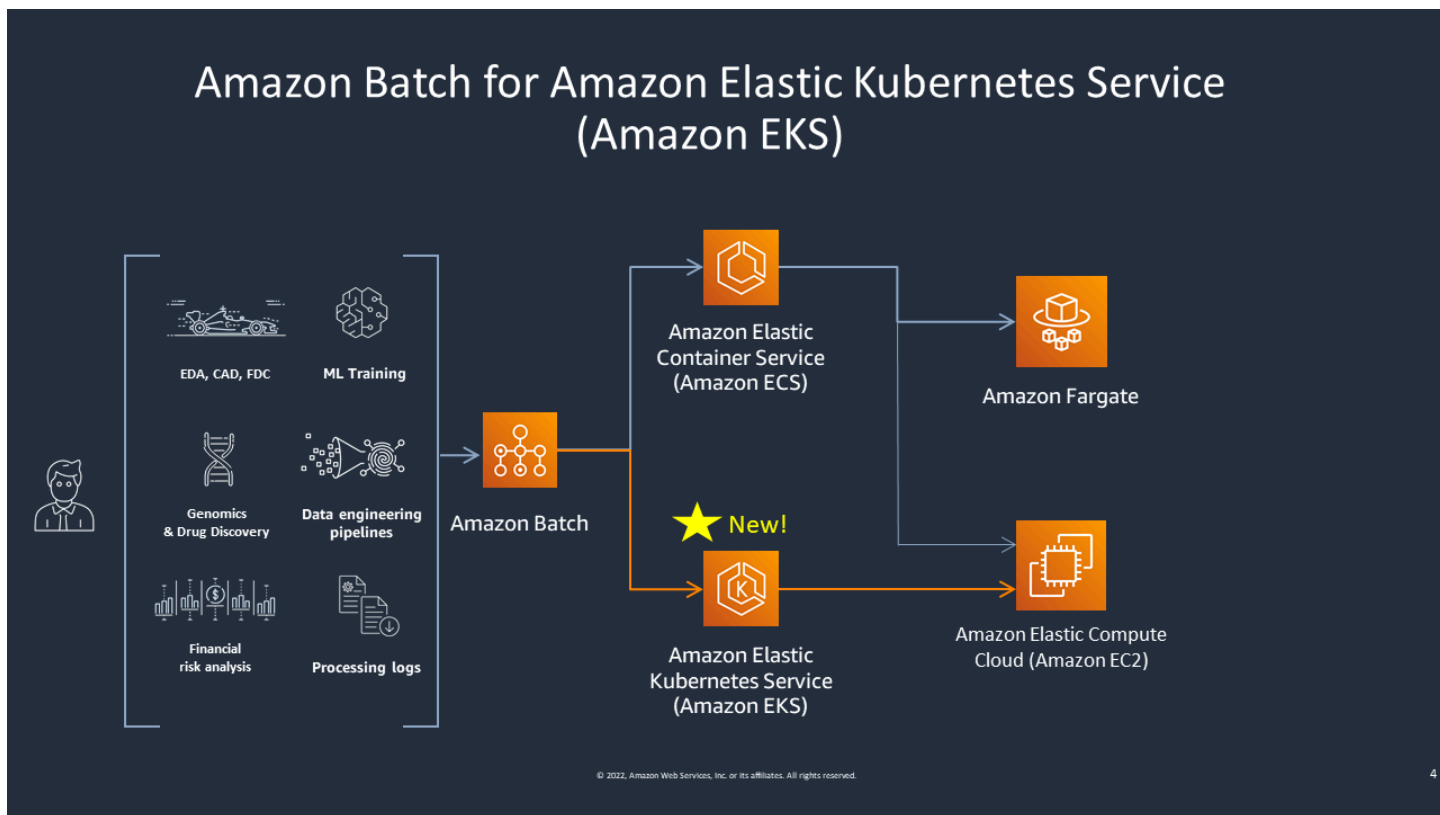 Amazon Batch for Amazon Elastic Kubernetes Service
(Amazon EKS)
EDA, CAD, FDC
ML Training
Genomics
& Drug Discovery
Data engineering
pipelines
Financial
risk analysis
Processing logs
Amazon Batch
Amazon Elastic
Container Service
(Amazon ECS)
New!
K
Amazon Elastic
Kubernetes Service
(Amazon EKS)
Amazon Fargate
Amazon Elastic Compute
Cloud (Amazon EC2)
© 2022, Amazon Web Services, Inc. or its affiliates. All rights reserved.
4